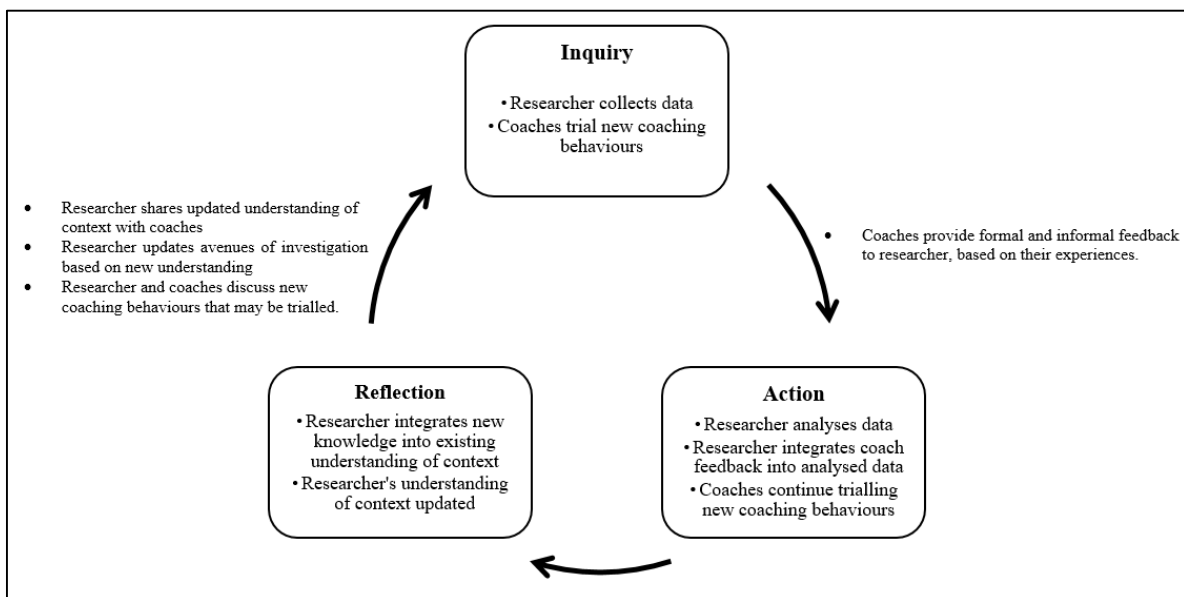 Inquiry
• Researcher collects data
• Coaches trial new coaching
behaviours
• Researcher shares updated understanding of
context with coaches
• Researcher updates avenues of investigation
based on new understanding
• Researcher and coaches discuss new
coaching behaviours that may be trialled.
• Coaches provide formal and informal feedback
to researcher, based on their experiences.
Reflection
• Researcher integrates new
knowledge into existing
understanding of context
• Researcher's understanding
of context updated
Action
• Researcher analyses data
• Researcher integrates coach
feedback into analysed data
• Coaches continue trialling
new coaching behaviours